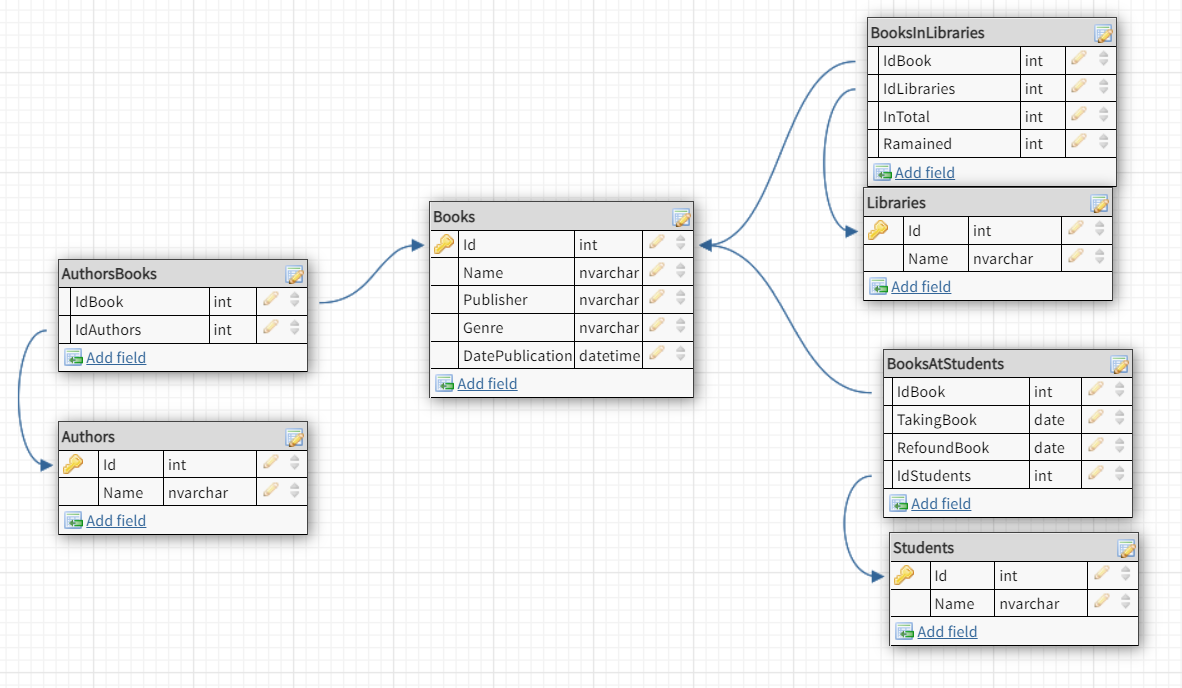 BooksInLibraries
IdBook int
IdLibraries int
InTotal int
Ramained int
Add field
Libraries
Id int
Name nvarchar
Add field
Books
Id int
Name nvarchar
Publisher nvarchar
Genre nvarchar
DatePublication datetime
Add field
AuthorsBooks
IdBook int
IdAuthors int
Add field
Authors
Id int
Name nvarchar
Add field
BooksAtStudents
IdBook int
TakingBook date
RefoundBook date
IdStudents int
Add field
Students
Id int
Name nvarchar
Add field